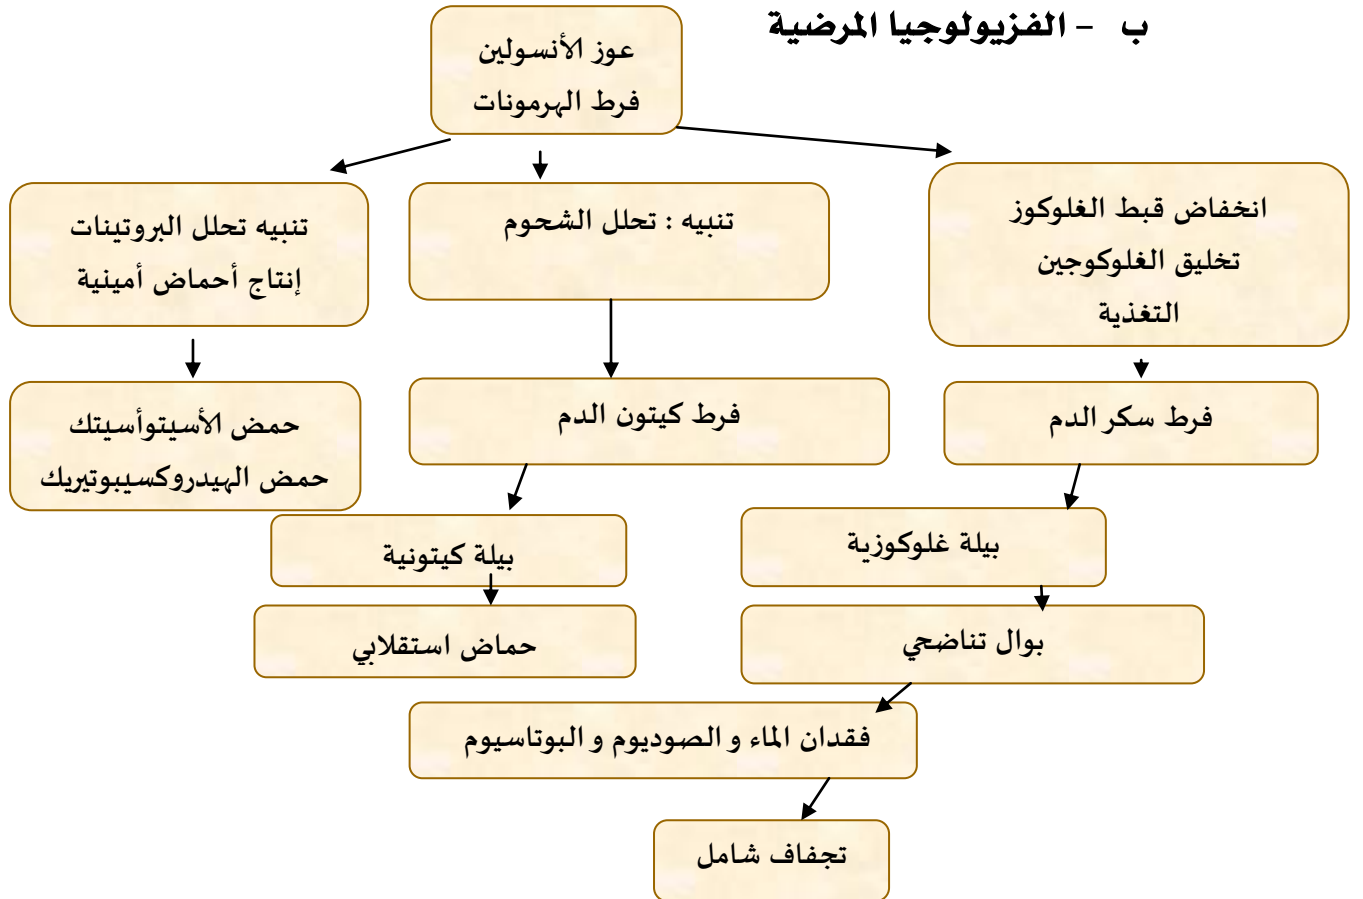 ب - الفزيولوجيا المرضية
عوز الأنسولين
فرط الهرمونات
انخفاض قبط الغلوكوز
تخليق الغلوكوجين
التغذية
تنبيه : تحلل الشحوم
تنبيه تحلل البروتينات
إنتاج أحماض أمينية
فرط سكر الدم
فرط كيتون الدم
حمض الأسيتوأسيتك
حمض الهيدروكسيبوتيريك
بيلة غلوكوزية
بيلة كيتونية
بوال تناضحي
حماض استقلابي
فقدان الماء و الصوديوم و البوتاسيوم
تجفاف شامل